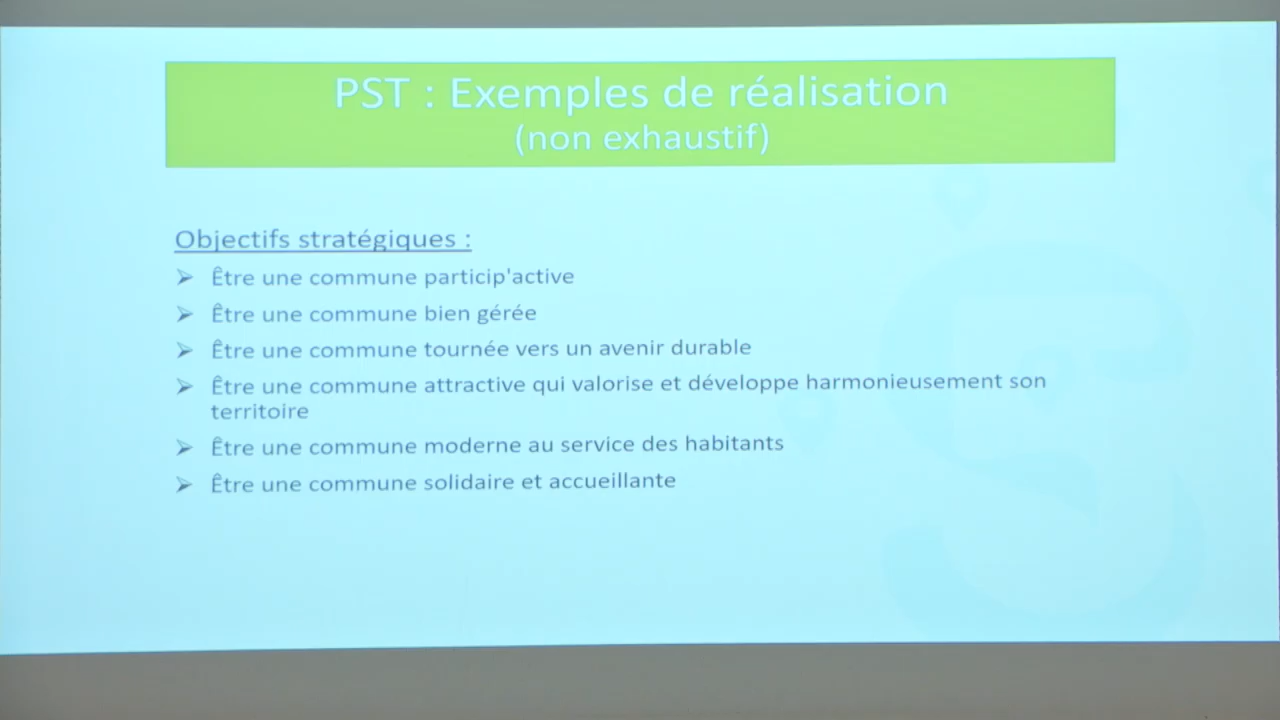 PST : Exemples de réalisation
(non exhaustif)
Objectifs stratégiques :
➢ Être une commune particip'active
➢ Être une commune bien gérée
➢ Être une commune tournée vers un avenir durable
➢ Être une commune attractive qui valorise et développe harmonieusement son
territoire
➢ Être une commune moderne au service des habitants
➢ Être une commune solidaire et accueillante